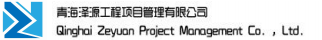 青海泽源工程项目管理有限公司
Qinghai Zeyuan Project Management Co. , Ltd.